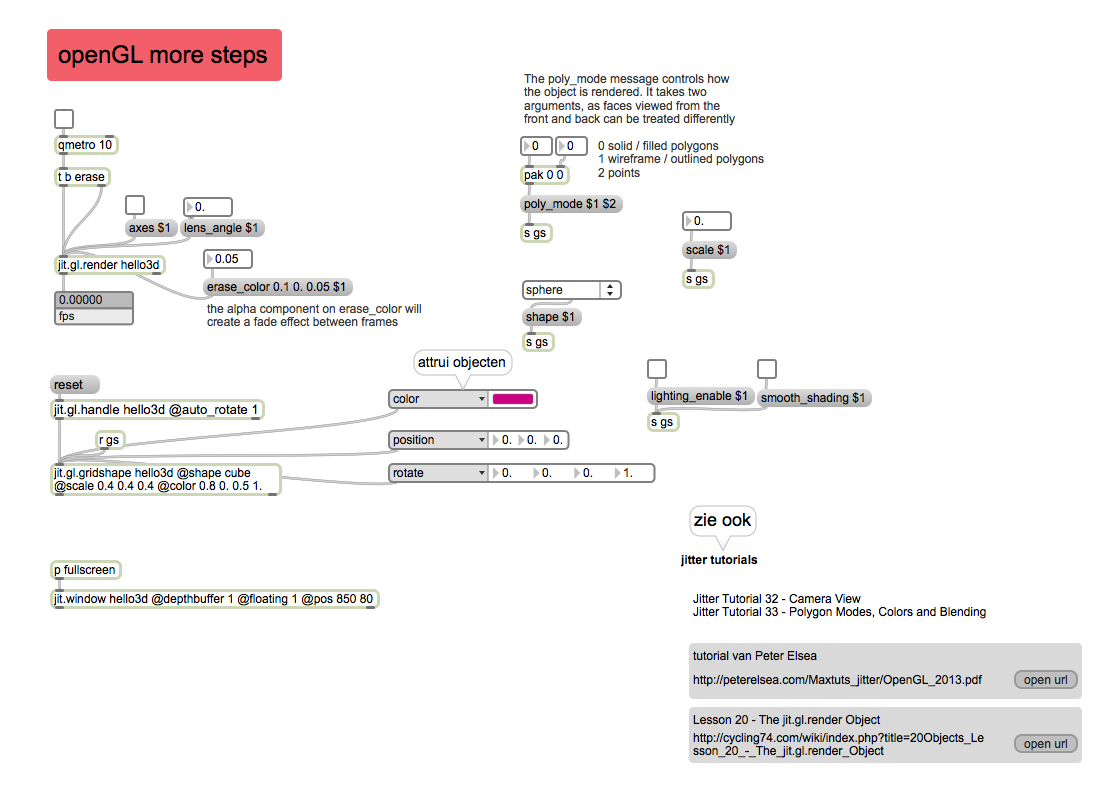 openGL more steps
qmetro 10
t b erase
axes $1
0.
lens_angle $1
jit.gl.render hello3d
0.05
erase_color 0.1 0. 0.05 $1
0.00000
fps
the alpha component on erase_color will
create a fade effect between frames
The poly_mode message controls how
the object is rendered. It takes two
arguments, as faces viewed from the
front and back can be treated differently
0 0
0 solid / filled polygons
1 wireframe / outlined polygons
2 points
pak 0 0
poly_mode $1 $2
s gs
0.
scale $1
s gs
sphere
shape $1
s gs
attrui objecten
reset
jit.gl.handle hello3d @auto_rotate 1
r gs
jit.gl.gridshape hello3d @shape cube
@scale 0.4 0.4 0.4 @color 0.8 0. 0.5 1.
color
position 0. 0. 0.
rotate 0. 0. 0. 1.
lighting_enable $1
smooth_shading $1
s gs
p fullscreen
jit.window hello3d @depthbuffer 1 @floating 1 @pos 850 80
zie ook
jitter tutorials
Jitter Tutorial 32 - Camera View
Jitter Tutorial 33 - Polygon Modes, Colors and Blending
tutorial van Peter Elsea
http://peterelsea.com/Maxtuts_jitter/OpenGL_2013.pdf
open url
Lesson 20 - The jit.gl.render Object
http://cycling74.com/wiki/index.php?title=20Objects_Le
sson_20_-_The_jit.gl.render_Object
open url